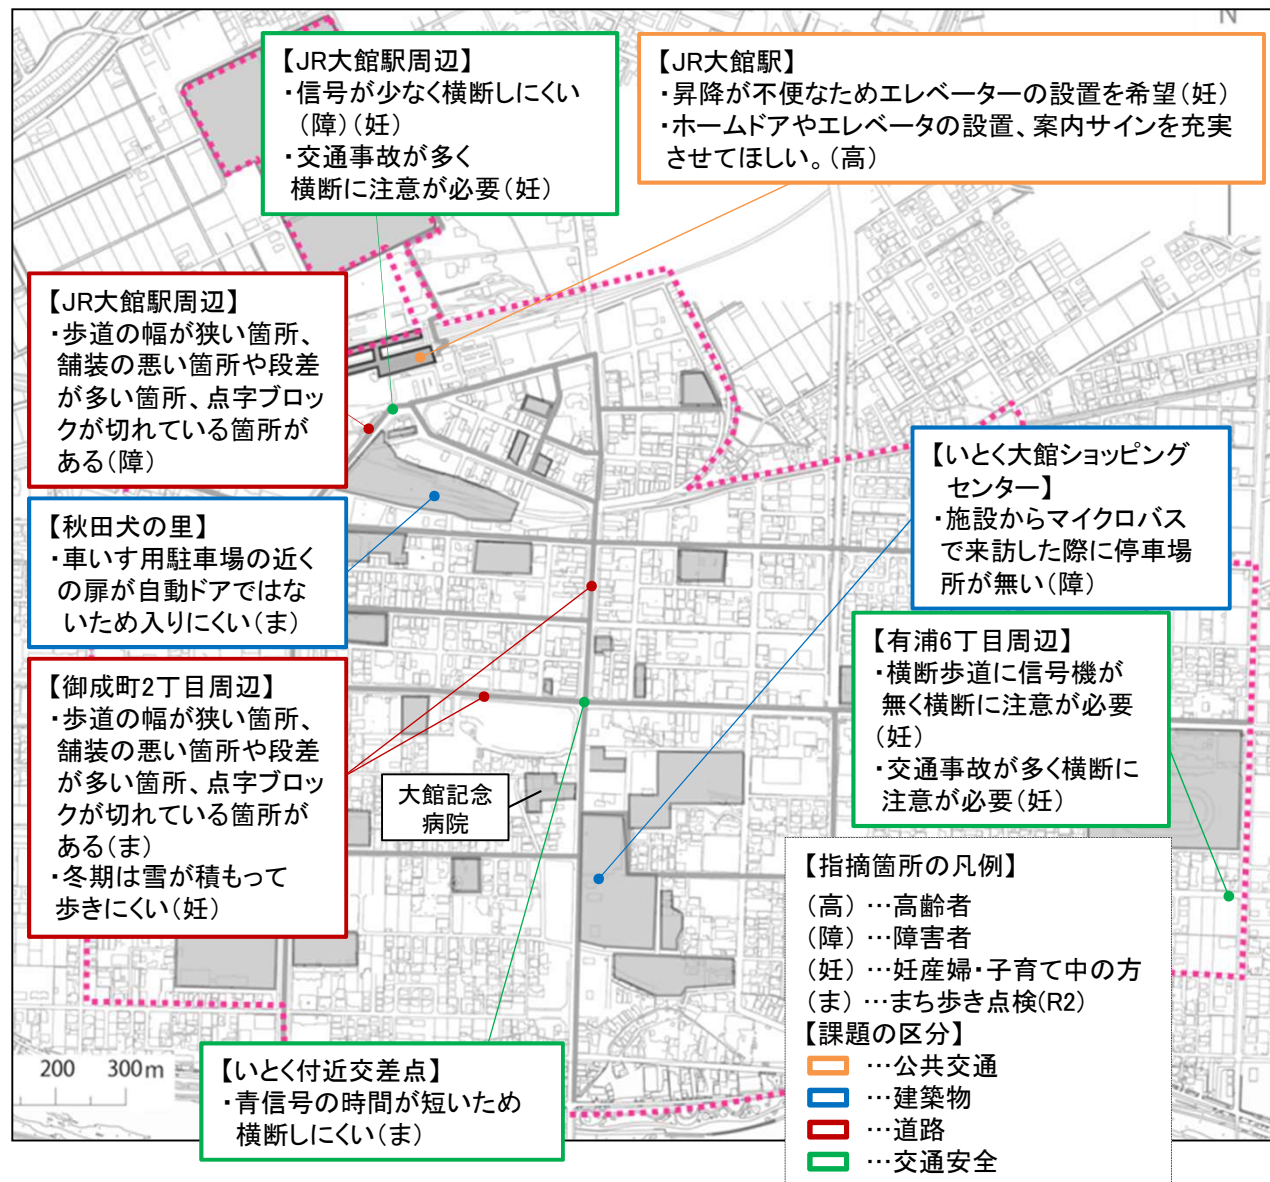 N
【JR大館駅周辺】
・信号が少なく横断しにくい
（障）（妊）
・交通事故が多く
横断に注意が必要（妊）
【JR大館駅】
・昇降が不便なためエレベーターの設置を希望（妊）
・ホームドアやエレベータの設置、案内サインを充実
させてほしい。（高）
【JR大館駅周辺】
・歩道の幅が狭い箇所、
舗装の悪い箇所や段差
が多い箇所、点字ブロッ
クが切れている箇所が
ある（障）
【秋田犬の里】
・車いす用駐車場の近く
の扉が自動ドアではな
いため入りにくい（ま）
【御成町2丁目周辺】
・歩道の幅が狭い箇所、
舗装の悪い箇所や段差
が多い箇所、点字ブロッ
クが切れている箇所が
ある（ま）
・冬期は雪が積もって
歩きにくい（妊）
【いとく大館ショッピング
センター】
・施設からマイクロバス
で来訪した際に停車場
所が無い（障）
【有浦6丁目周辺】
・横断歩道に信号機が
無く横断に注意が必要
（妊）
・交通事故が多く横断に
注意が必要（妊）
大館記念
病院
【いとく付近交差点】
・青信号の時間が短いため
横断しにくい（ま）
200 300m
【指摘箇所の凡例】
（高）…高齢者
（障）…障害者
（妊）…妊産婦・子育て中の方
（ま）…まち歩き点検(R2)
【課題の区分】
…公共交通
…建築物
…道路
…交通安全